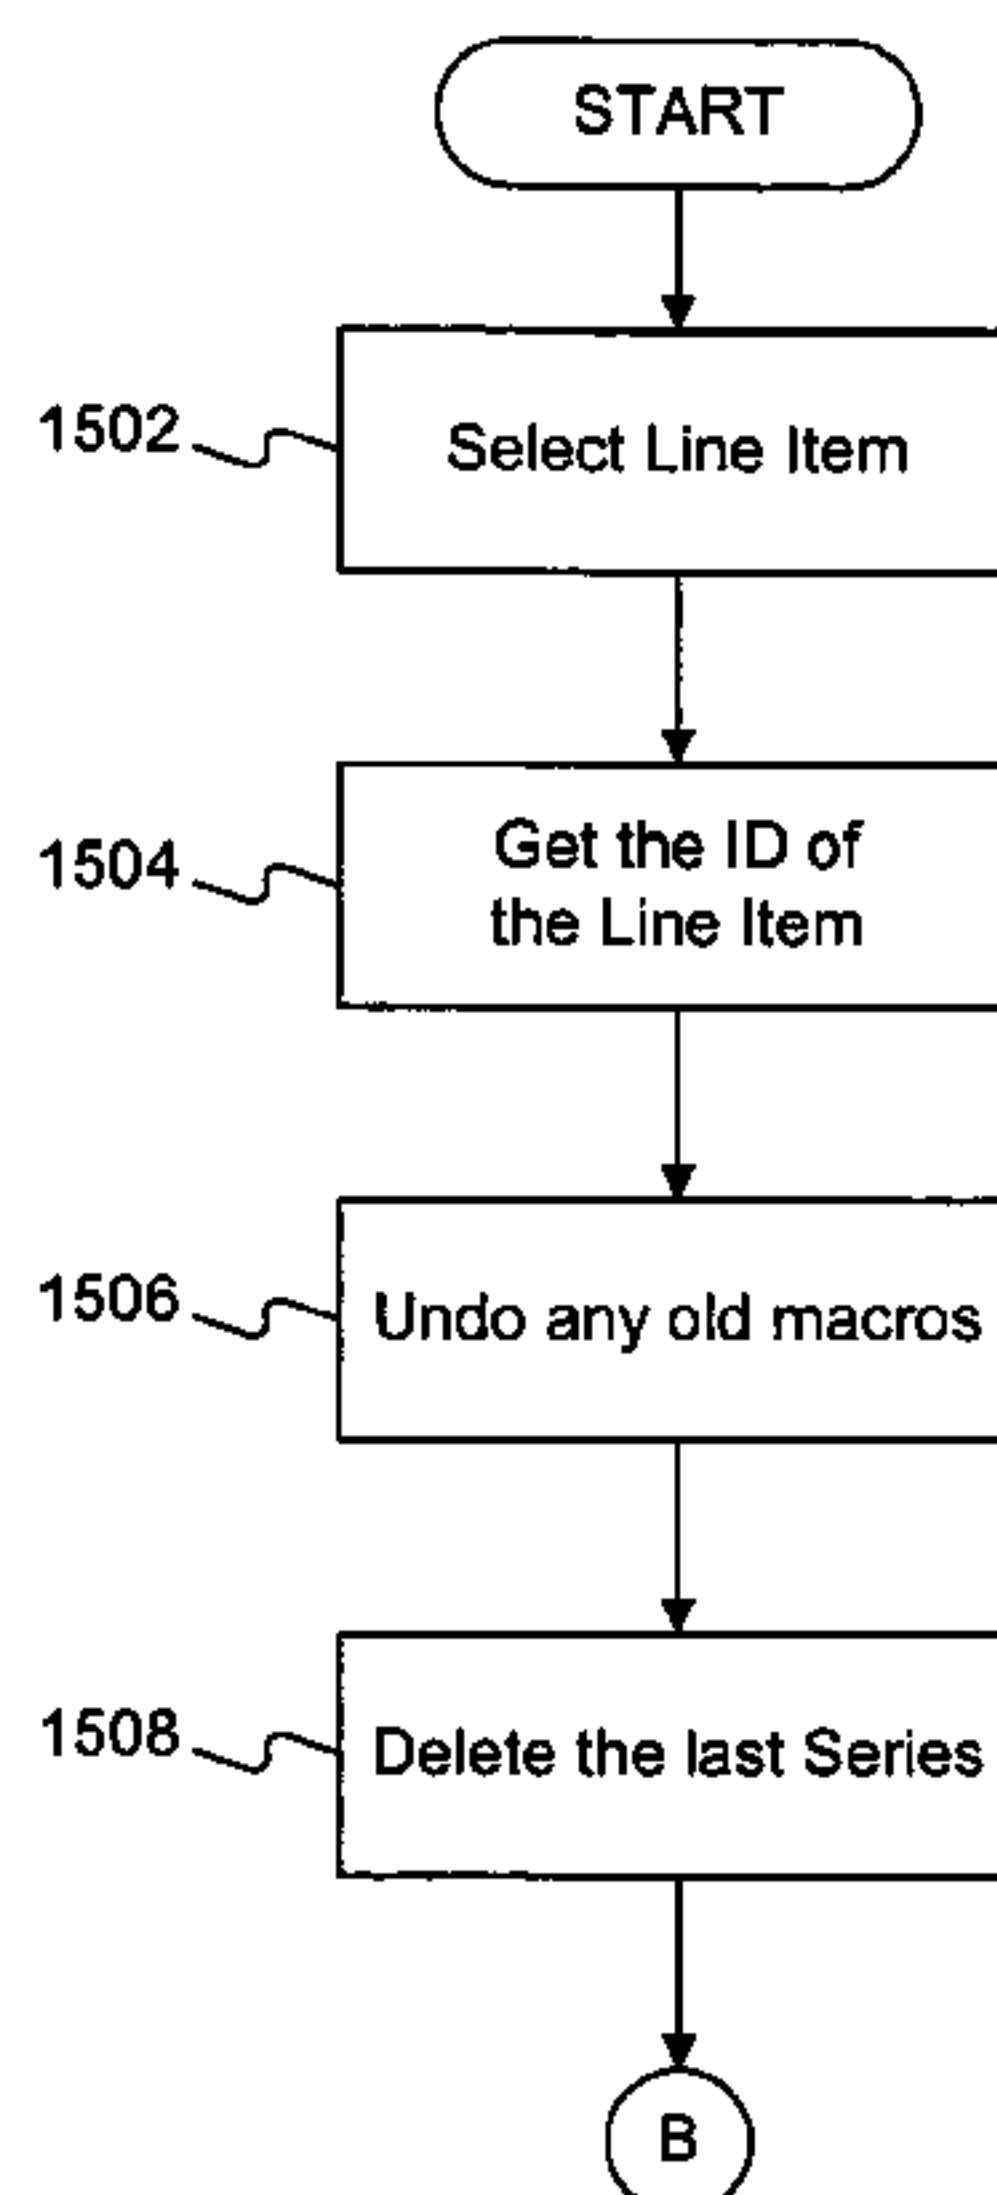 START
1502
Select Line Item
1504
Get the ID of
the Line Item
1506
Undo any old macros
1508
Delete the last Series
B